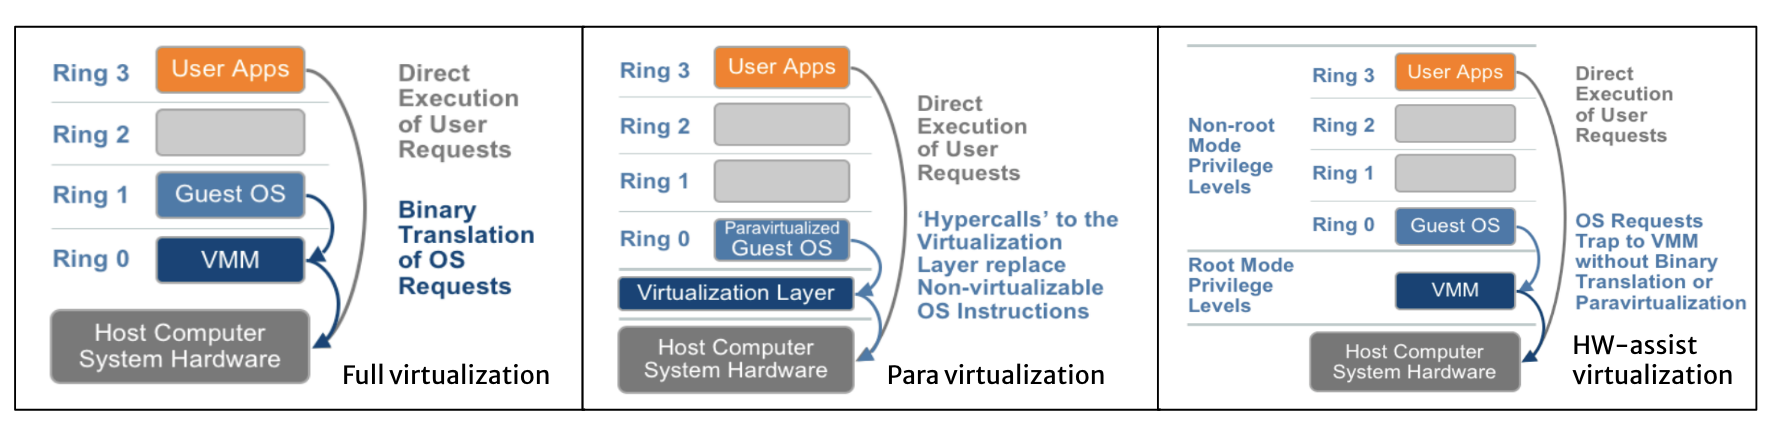 Ring 3
User Apps
Ring 2
Ring 1
Guest OS
Ring 0
VMM
Host Computer
System Hardware
Direct
Execution
of User
Requests
Binary
Translation
of OS
Requests
Full virtualization
Ring 3
User Apps
Ring 2
Ring 1
Ring 0
Paravirtualized
Guest OS
Virtualization Layer
Host Computer
System Hardware
Direct
Execution
of User
Requests
‘Hypercalls’ to the
Virtualization
Layer replace
Non-virtualizable
OS Instructions
Para virtualization
Non-root
Mode
Privilege
Levels
Ring 3
User Apps
Ring 2
Ring 1
Ring 0
Guest OS
Root Mode
Privilege
Levels
VMM
Host Computer
System Hardware
Direct
Execution
of User
Requests
OS Requests
Trap to VMM
without Binary
Translation or
Paravirtualization
HW-assist
virtualization